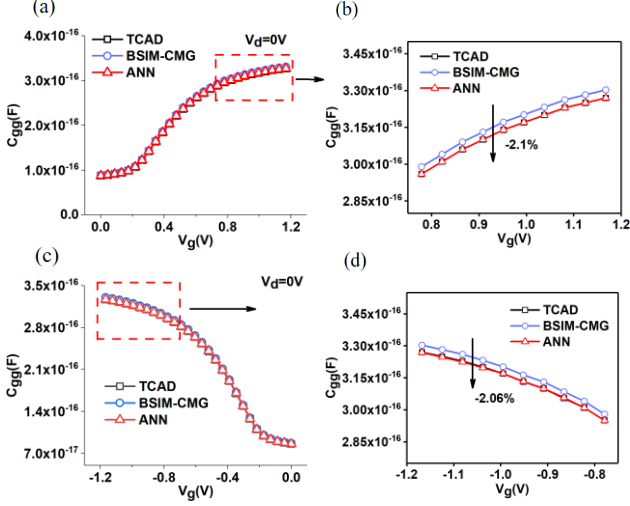 (a)
4.0x10⁻¹⁶
3.0x10⁻¹⁶
2.0x10⁻¹⁶
1.0x10⁻¹⁶
0.0
Cgg(F)
TCAD
BSIM-CMG
ANN
Vd=0V
0.0 0.4 0.8 1.2
Vg(V)
(b)
3.45x10⁻¹⁶
3.30x10⁻¹⁶
3.15x10⁻¹⁶
3.00x10⁻¹⁶
2.85x10⁻¹⁶
Cgg(F)
TCAD
BSIM-CMG
ANN
-2.1%
0.8 0.9 1.0 1.1 1.2
Vg(V)
(c)
3.5x10⁻¹⁶
2.8x10⁻¹⁶
2.1x10⁻¹⁶
1.4x10⁻¹⁶
7.0x10⁻¹⁷
Cgg(F)
Vd=0V
TCAD
BSIM-CMG
ANN
-1.2 -0.8 -0.4 0.0
Vg(V)
(d)
3.45x10⁻¹⁶
3.30x10⁻¹⁶
3.15x10⁻¹⁶
3.00x10⁻¹⁶
2.85x10⁻¹⁶
Cgg(F)
TCAD
BSIM-CMG
ANN
-2.06%
-1.2 -1.1 -1.0 -0.9 -0.8
Vg(V)